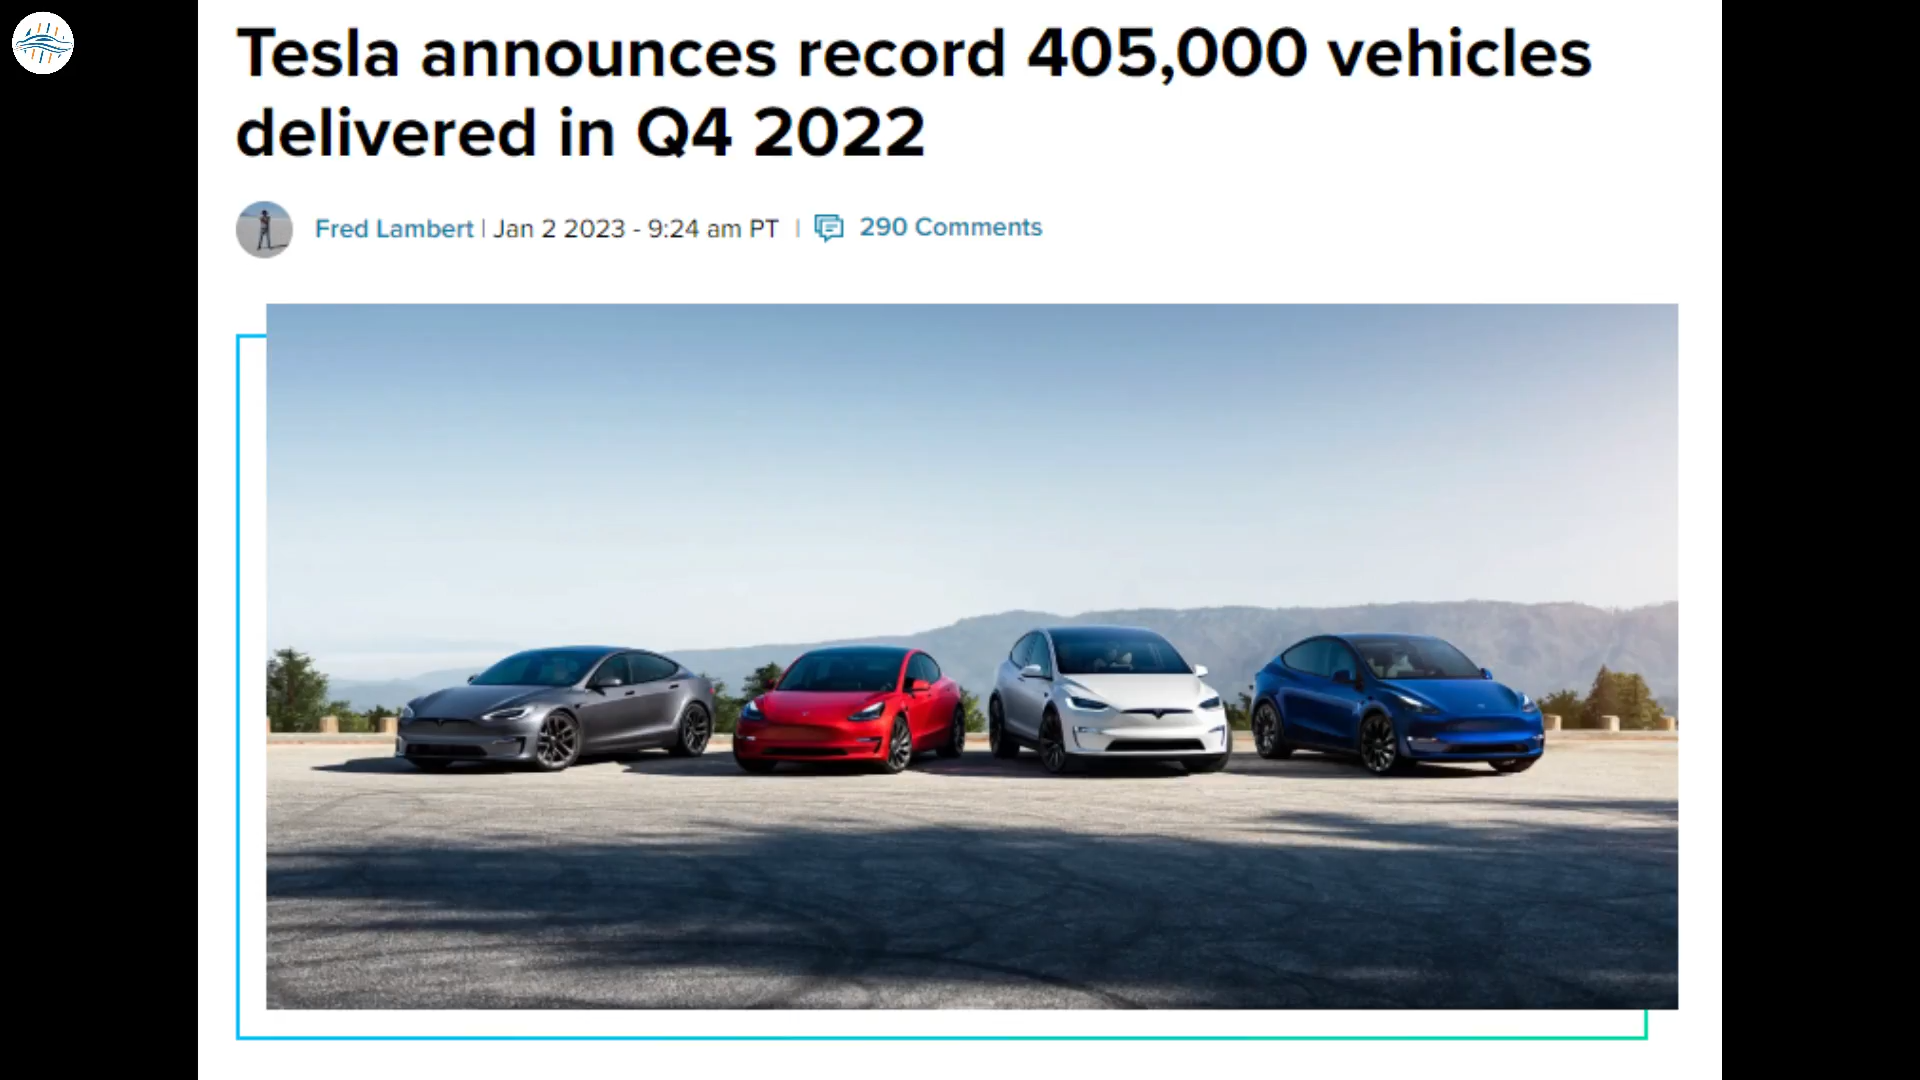 Tesla announces record 405,000 vehicles
delivered in Q4 2022
Fred Lambert | Jan 2 2023 - 9:24 am PT | 290 Comments